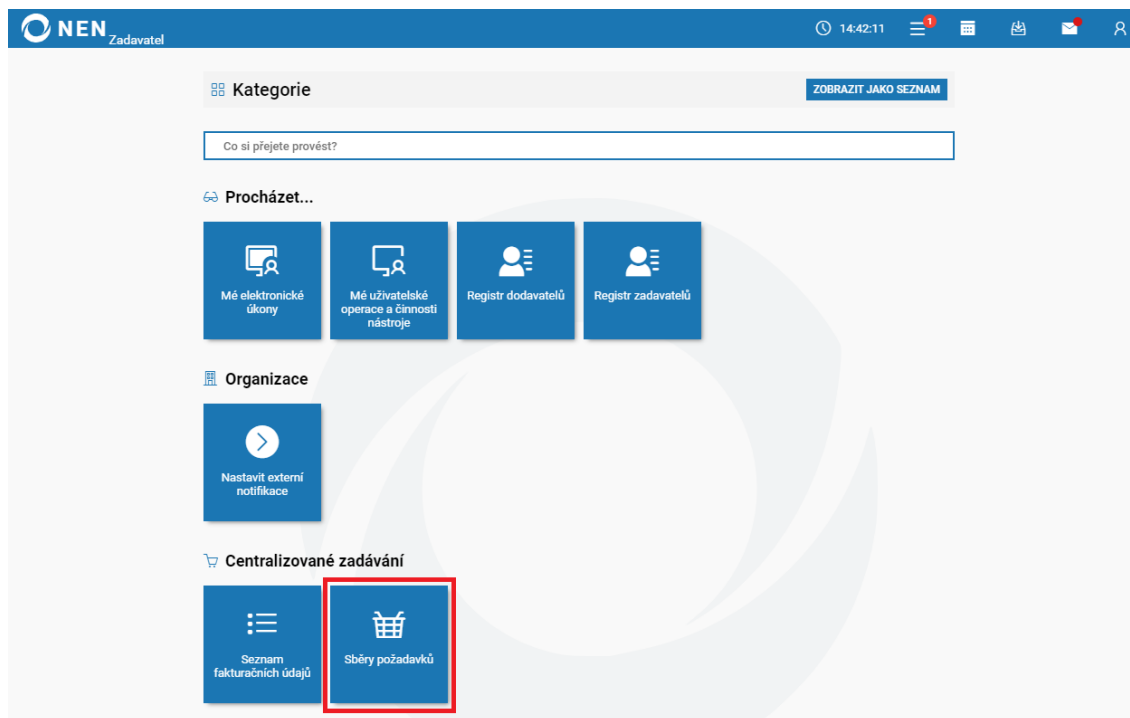 NEN Zadavatel
14:42:11
1
Kategorie
ZOBRAZIT JAKO SEZNAM
Co si přejete provést?
Procházet...
Mé elektronické
úkony
Mé uživatelské
operace a činnosti
nástroje
Registr dodavatelů
Registr zadavatelů
Organizace
Nastavit externí
notifikace
Centralizované zadávání
Seznam
fakturačních údajů
Sběry požadavků